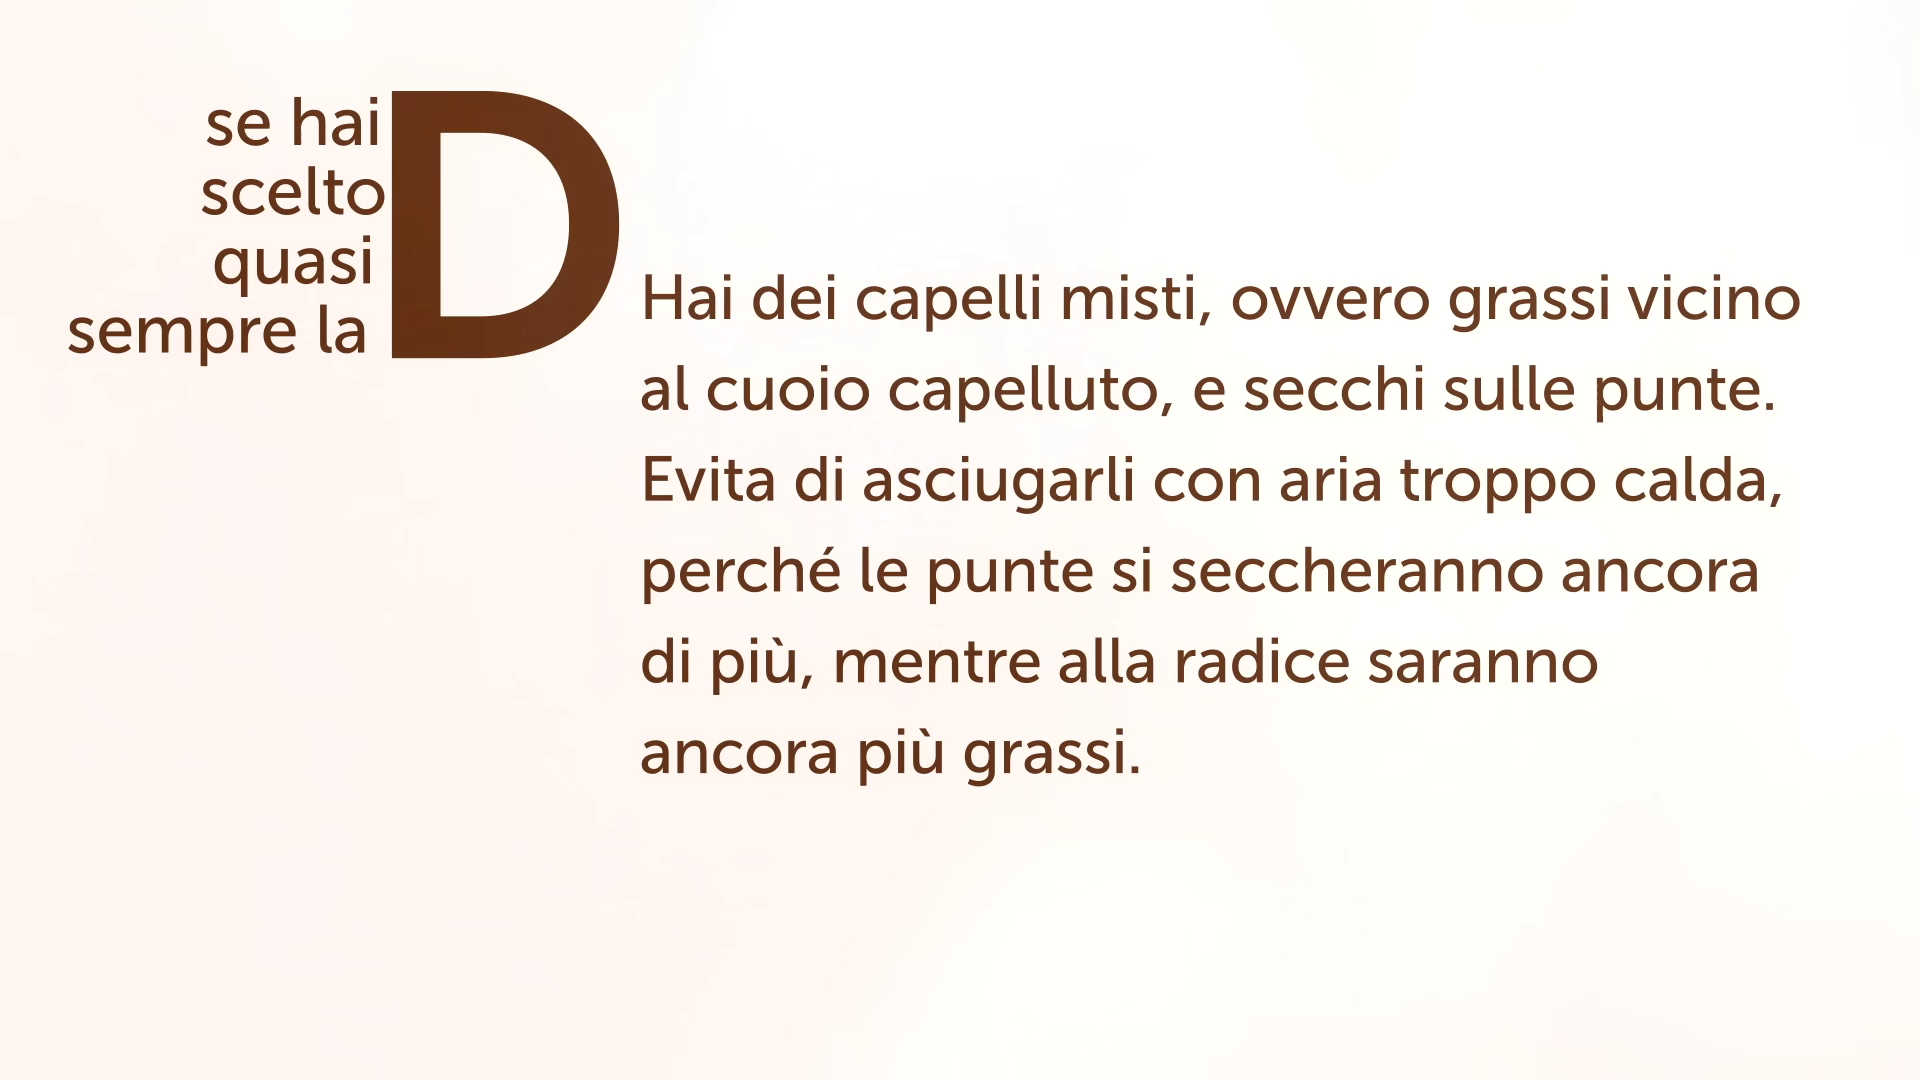 se hai
scelto
quasi
sempre la
D
Hai dei capelli misti, ovvero grassi vicino
al cuoio capelluto, e secchi sulle punte.
Evita di asciugarli con aria troppo calda,
perché le punte si seccheranno ancora
di più, mentre alla radice saranno
ancora più grassi.